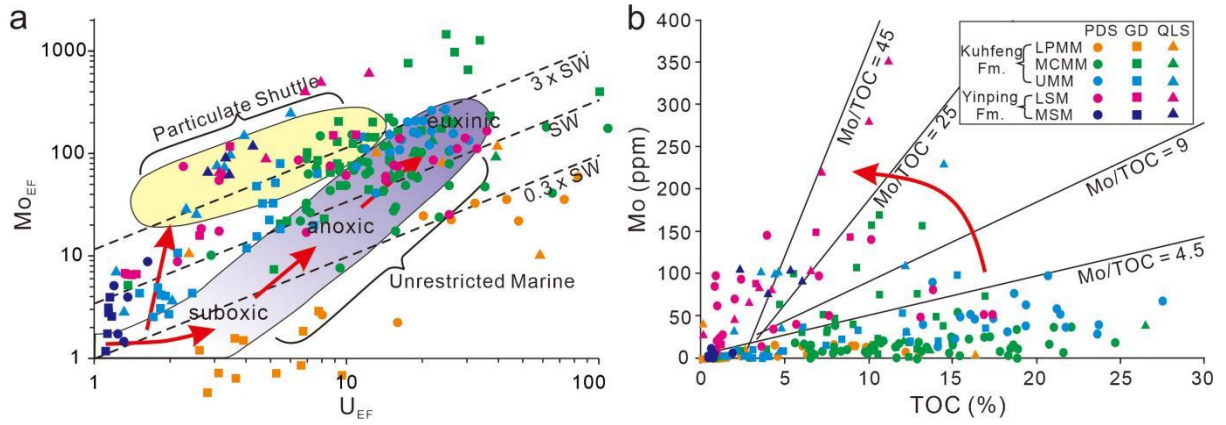 a
Mo EF
1000
100
10
1
1
10
100
U EF
Particulate Shuttle
3 x SW
SW
0.3 x SW
euxinic
anoxic
suboxic
Unrestricted Marine
b
Mo (ppm)
400
350
300
250
200
150
100
50
0
0
5
10
15
20
25
30
TOC (%)
Mo/TOC = 45
Mo/TOC = 25
Mo/TOC = 9
Mo/TOC = 4.5
PDS GD QLS
Kuhfeng Fm.
LPMM
MCMM
UMM
Yinping Fm.
LSM
MSM